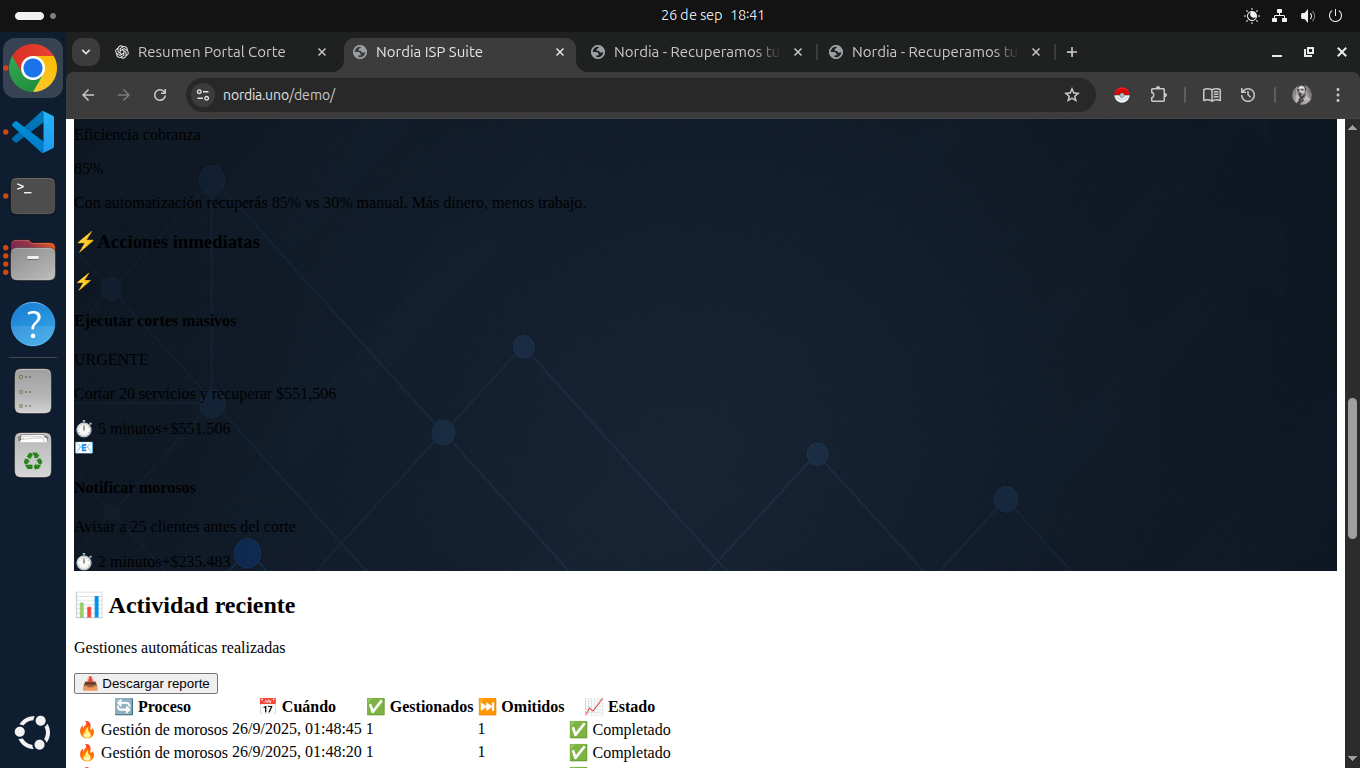 26 de sep 18:41
Resumen Portal Corte
Nordia ISP Suite
Nordia - Recuperamos tu
Nordia - Recuperamos tu
nordia.uno/demo/
Eficiencia cobranza
85%
Con automatización recuperás 85% vs 30% manual. Más dinero, menos trabajo.
⚡Acciones inmediatas
⚡
Ejecutar cortes masivos
URGENTE
Cortar 20 servicios y recuperar $551,506
⏱️ 5 minutos+$551.506
📧
Notificar morosos
Avisar a 25 clientes antes del corte
⏱️ 2 minutos+$235.483
📊 Actividad reciente
Gestiones automáticas realizadas
📥 Descargar reporte
🔄 Proceso 📅 Cuándo ✅ Gestionados ⏭️ Omitidos 📈 Estado
🔥 Gestión de morosos 26/9/2025, 01:48:45 1 1 ✅ Completado
🔥 Gestión de morosos 26/9/2025, 01:48:20 1 1 ✅ Completado